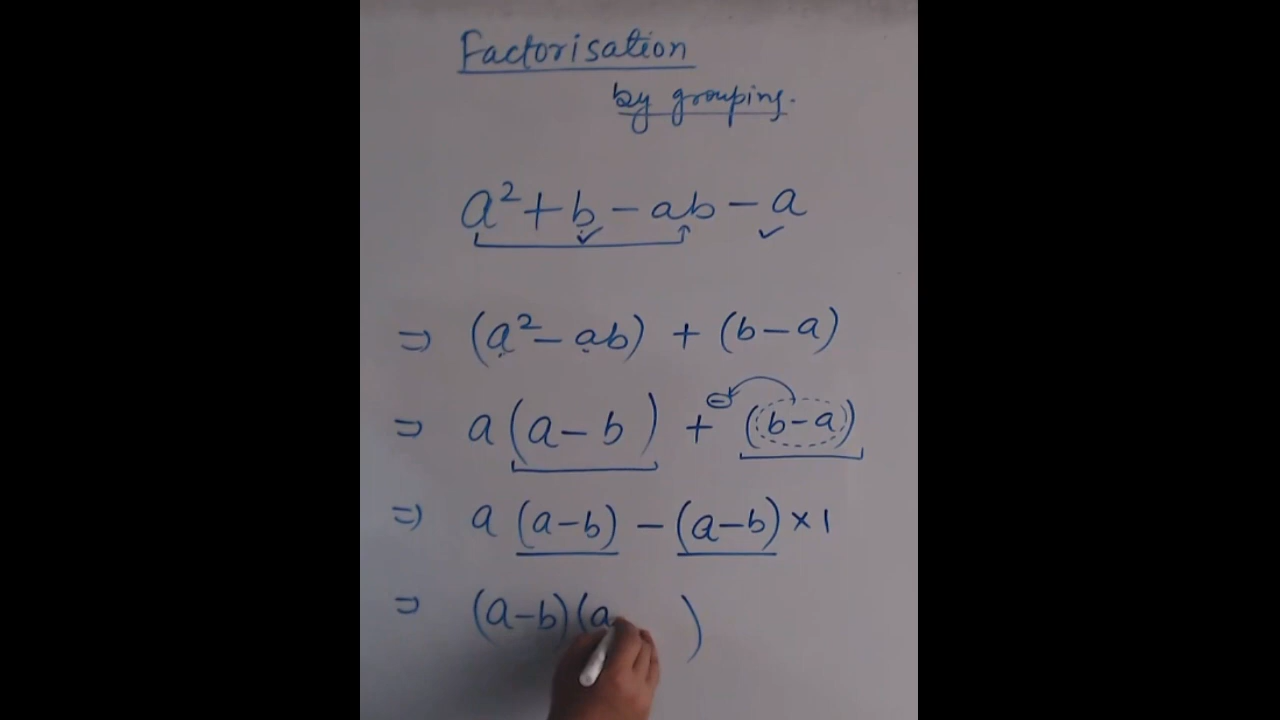 Factorisation
by grouping.
a² + b - ab - a
⇒ (a² - ab) + (b - a)
⇒ a (a - b) + (b - a)
⇒ a (a - b) - (a - b) × 1
⇒ (a - b) (a )